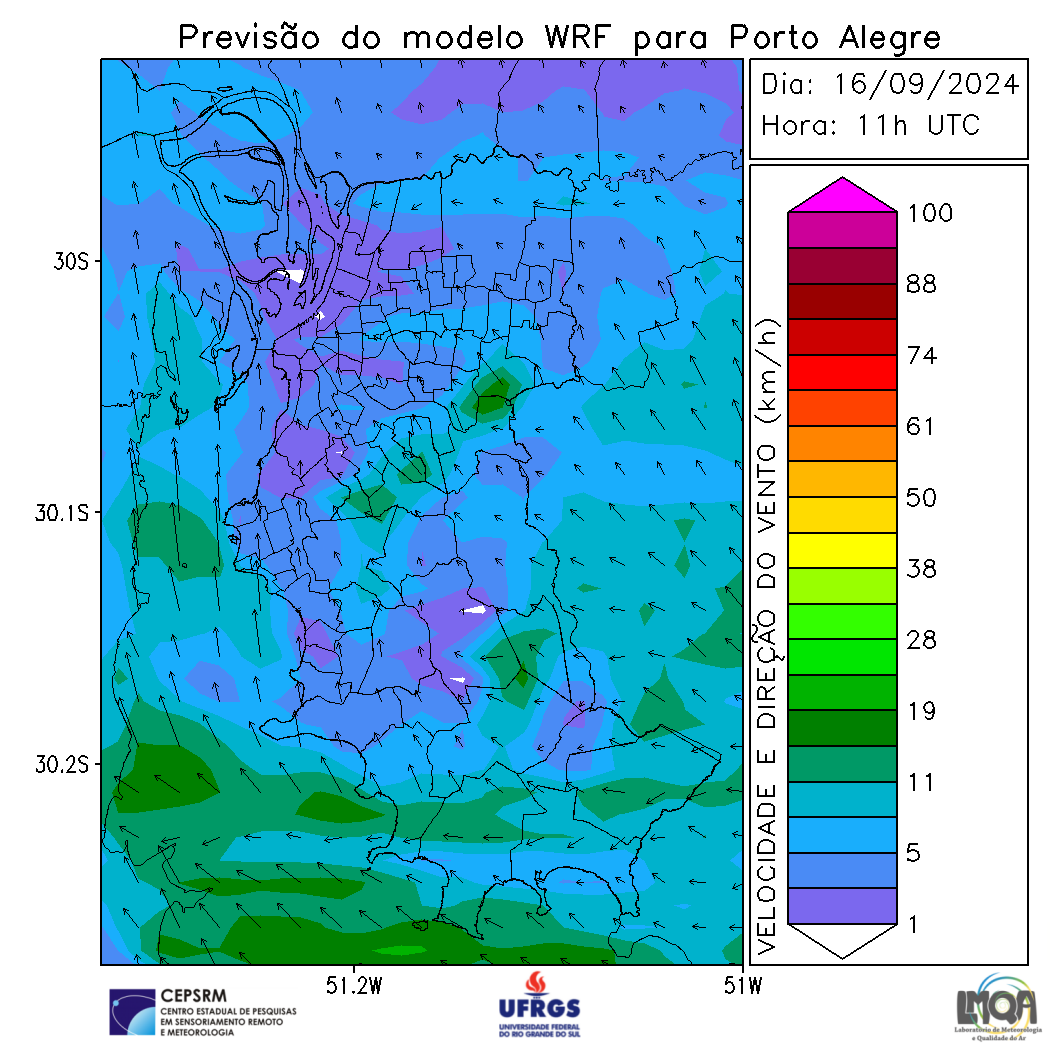 Previsão do modelo WRF para Porto Alegre
Dia: 16/09/2024
Hora: 11h UTC
30S
30.1S
30.2S
51.2W
51W
VELOCIDADE E DIREÇÃO DO VENTO (km/h)
100
88
74
61
50
38
28
19
11
5
1
CEPSRM
CENTRO ESTADUAL DE PESQUISAS
EM SENSORIAMENTO REMOTO
E METEOROLOGIA
UFRGS
UNIVERSIDADE FEDERAL
DO RIO GRANDE DO SUL
LMQA
Laboratório de Meteorologia
e Qualidade do Ar